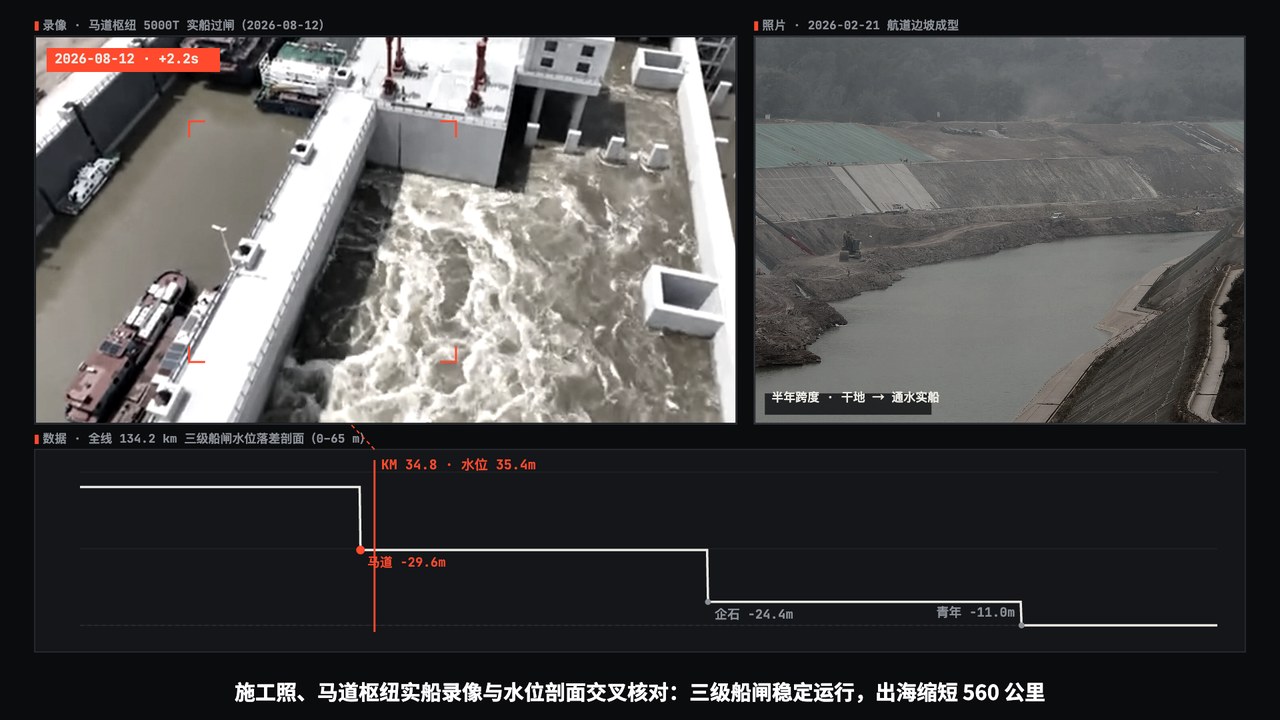 录像 · 马道枢纽 5000T 实船过闸 (2026-08-12)
照片 · 2026-02-21 航道边坡成型
2026-08-12 · +2.2s
半年跨度 · 干地 → 通水实船
数据 · 全线 134.2 km 三级船闸水位落差剖面 (0-65 m)
KM 34.8 · 水位 35.4m
马道 -29.6m
企石 -24.4m
青年 -11.0m
施工照、马道枢纽实船录像与水位剖面交叉核对：三级船闸稳定运行，出海缩短 560 公里